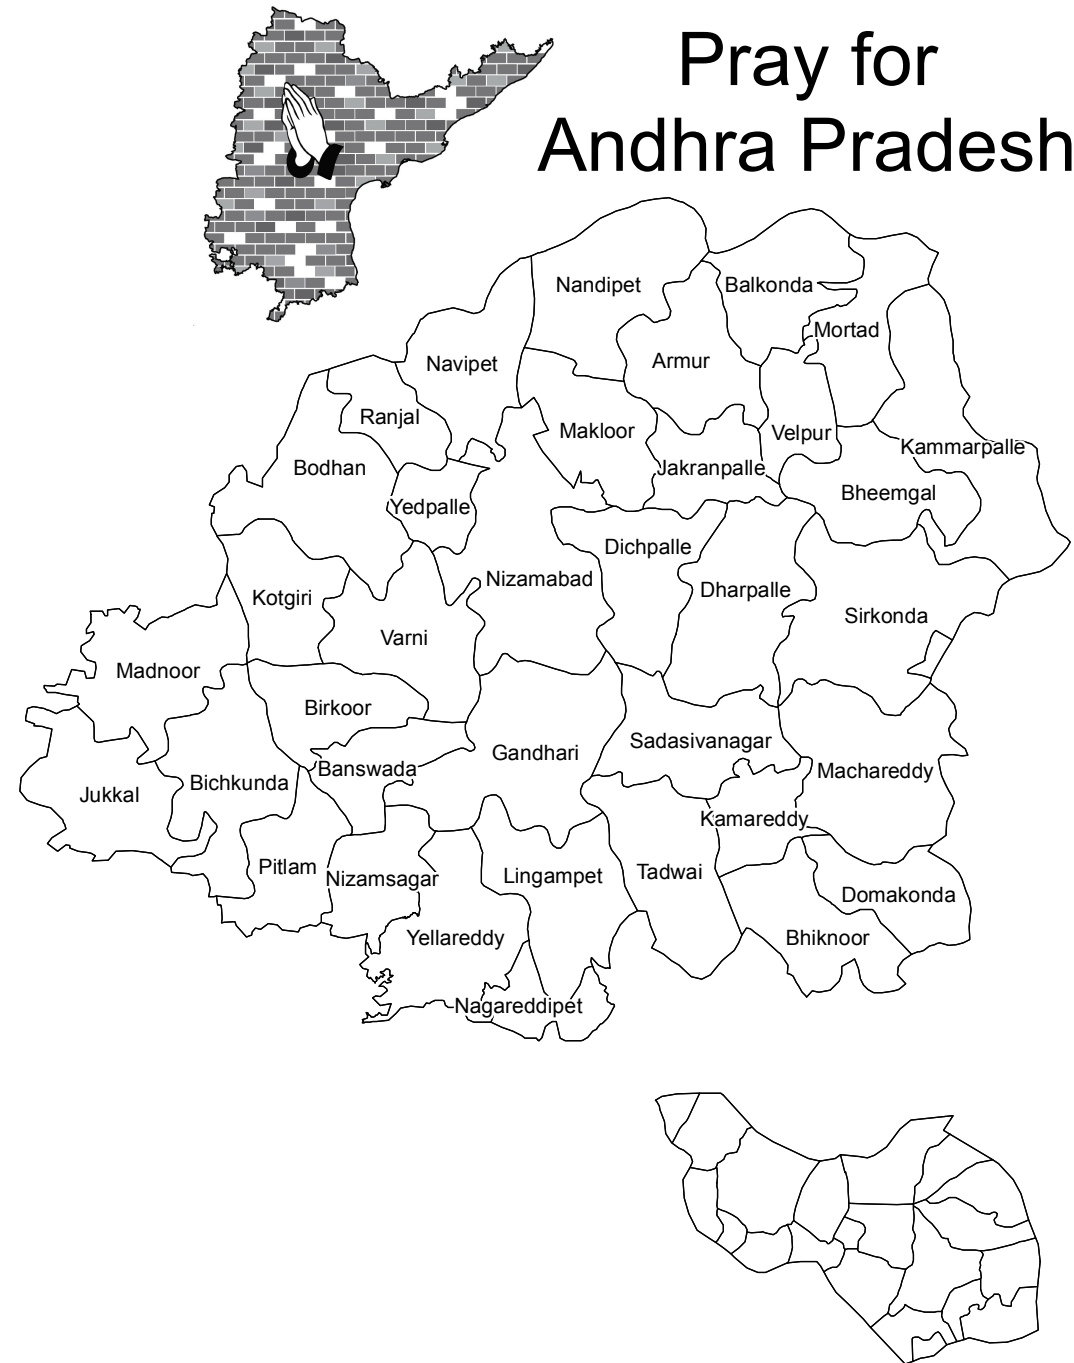 Pray for
Andhra Pradesh
Nandipet
Balkonda
Mortad
Navipet
Armur
Ranjal
Makloor
Velpur
Kammarpalle
Bodhan
Jakranpalle
Yedpalle
Bheemgal
Dichpalle
Nizamabad
Dharpalle
Kotgiri
Varni
Sirkonda
Madnoor
Birkoor
Gandhari
Sadasivanagar
Banswada
Machareddy
Bichkunda
Jukkal
Kamareddy
Pitlam
Nizamsagar
Lingampet
Tadwai
Domakonda
Yellareddy
Bhiknoor
Nagareddipet